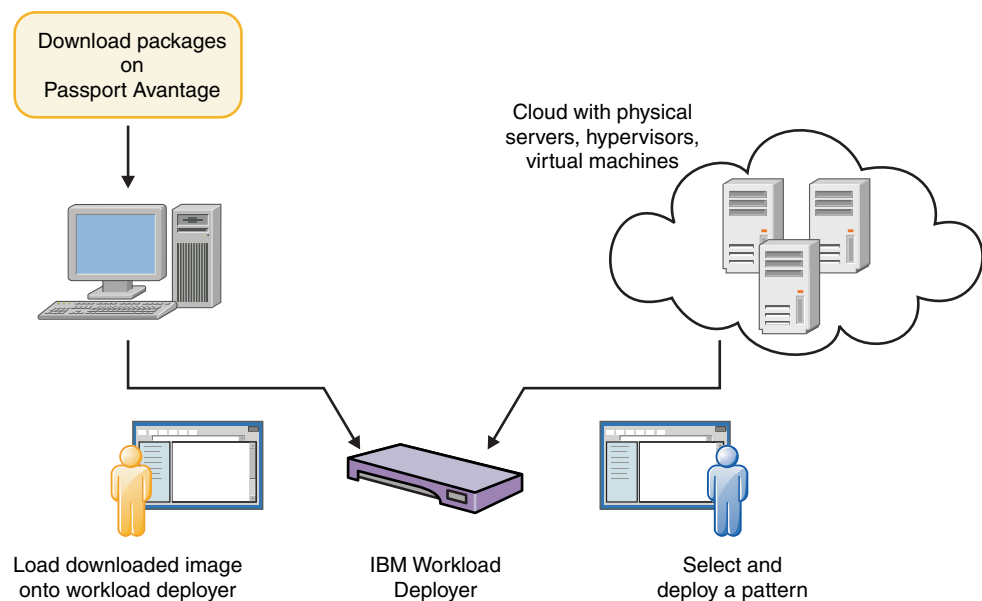 Download packages
on
Passport Avantage
Cloud with physical
servers, hypervisors,
virtual machines
Load downloaded image
onto workload deployer
IBM Workload
Deployer
Select and
deploy a pattern